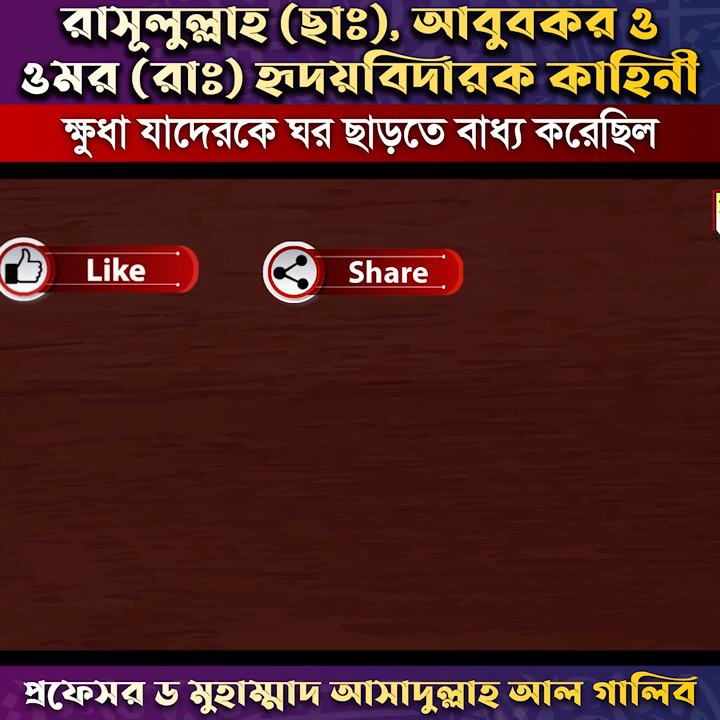 রাসূলুল্লাহ (ছাঃ), আবুবকর ও
ওমর (রাঃ) হৃদয়বিদারক কাহিনী
ক্ষুধা যাদেরকে ঘর ছাড়তে বাধ্য করেছিল
Like
Share
প্রফেসর ড মুহাম্মাদ আসাদুল্লাহ আল গালিব